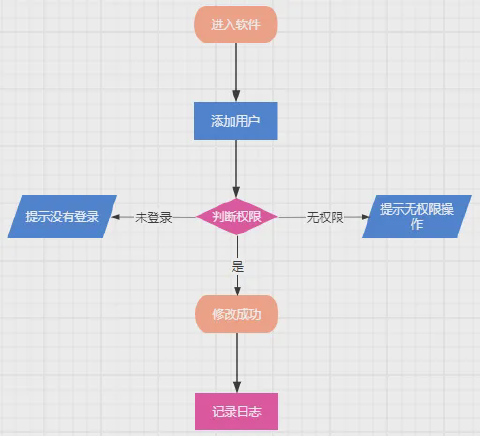 进入软件
添加用户
提示没有登录
未登录
判断权限
无权限
提示无权限操
作
是
修改成功
记录日志